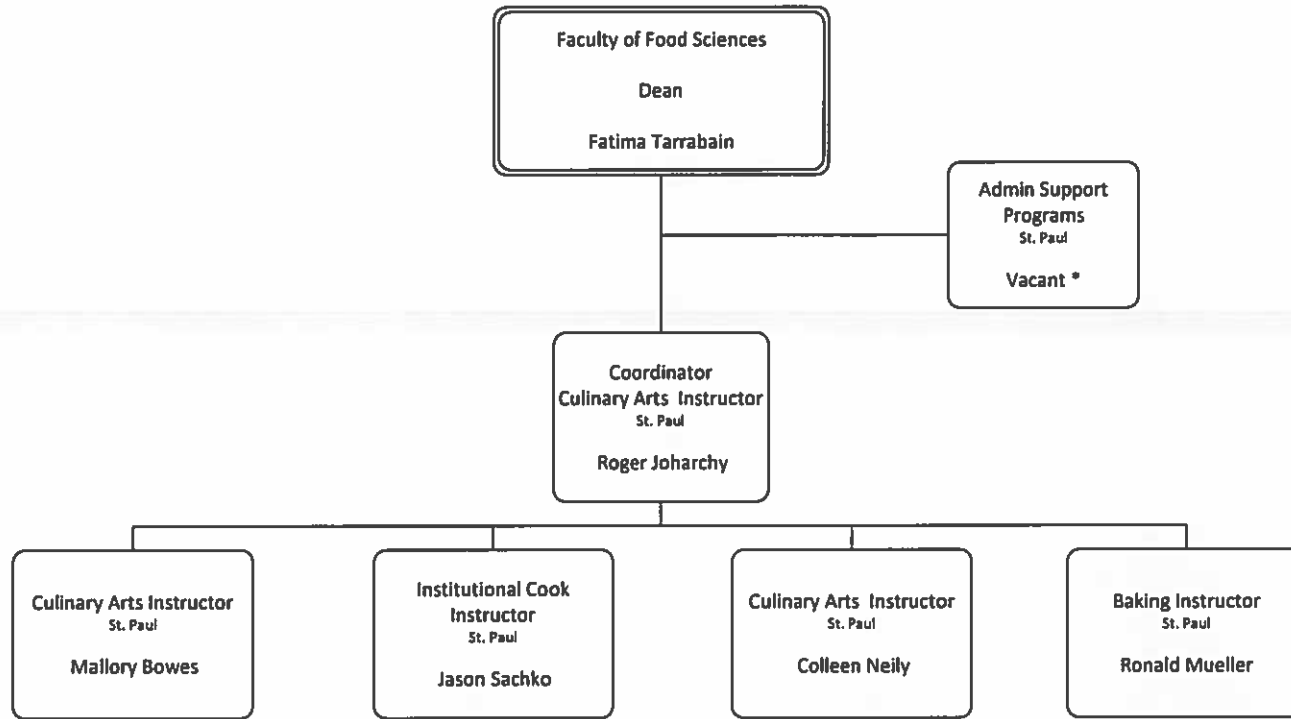 Faculty of Food Sciences
Dean
Fatima Tarrabain
Admin Support
Programs
St. Paul
Vacant *
Coordinator
Culinary Arts Instructor
St. Paul
Roger Joharchy
Culinary Arts Instructor
St. Paul
Mallory Bowes
Institutional Cook
Instructor
St. Paul
Jason Sachko
Culinary Arts Instructor
St. Paul
Colleen Neily
Baking Instructor
St. Paul
Ronald Mueller